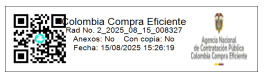 Colombia Compra Eficiente
Rad No. 2_2025_08_15_008327
Anexos: No Con copia: No
Fecha: 15/08/2025 15:26:19
Agencia Nacional
de Contratación Pública
Colombia Compra Eficiente